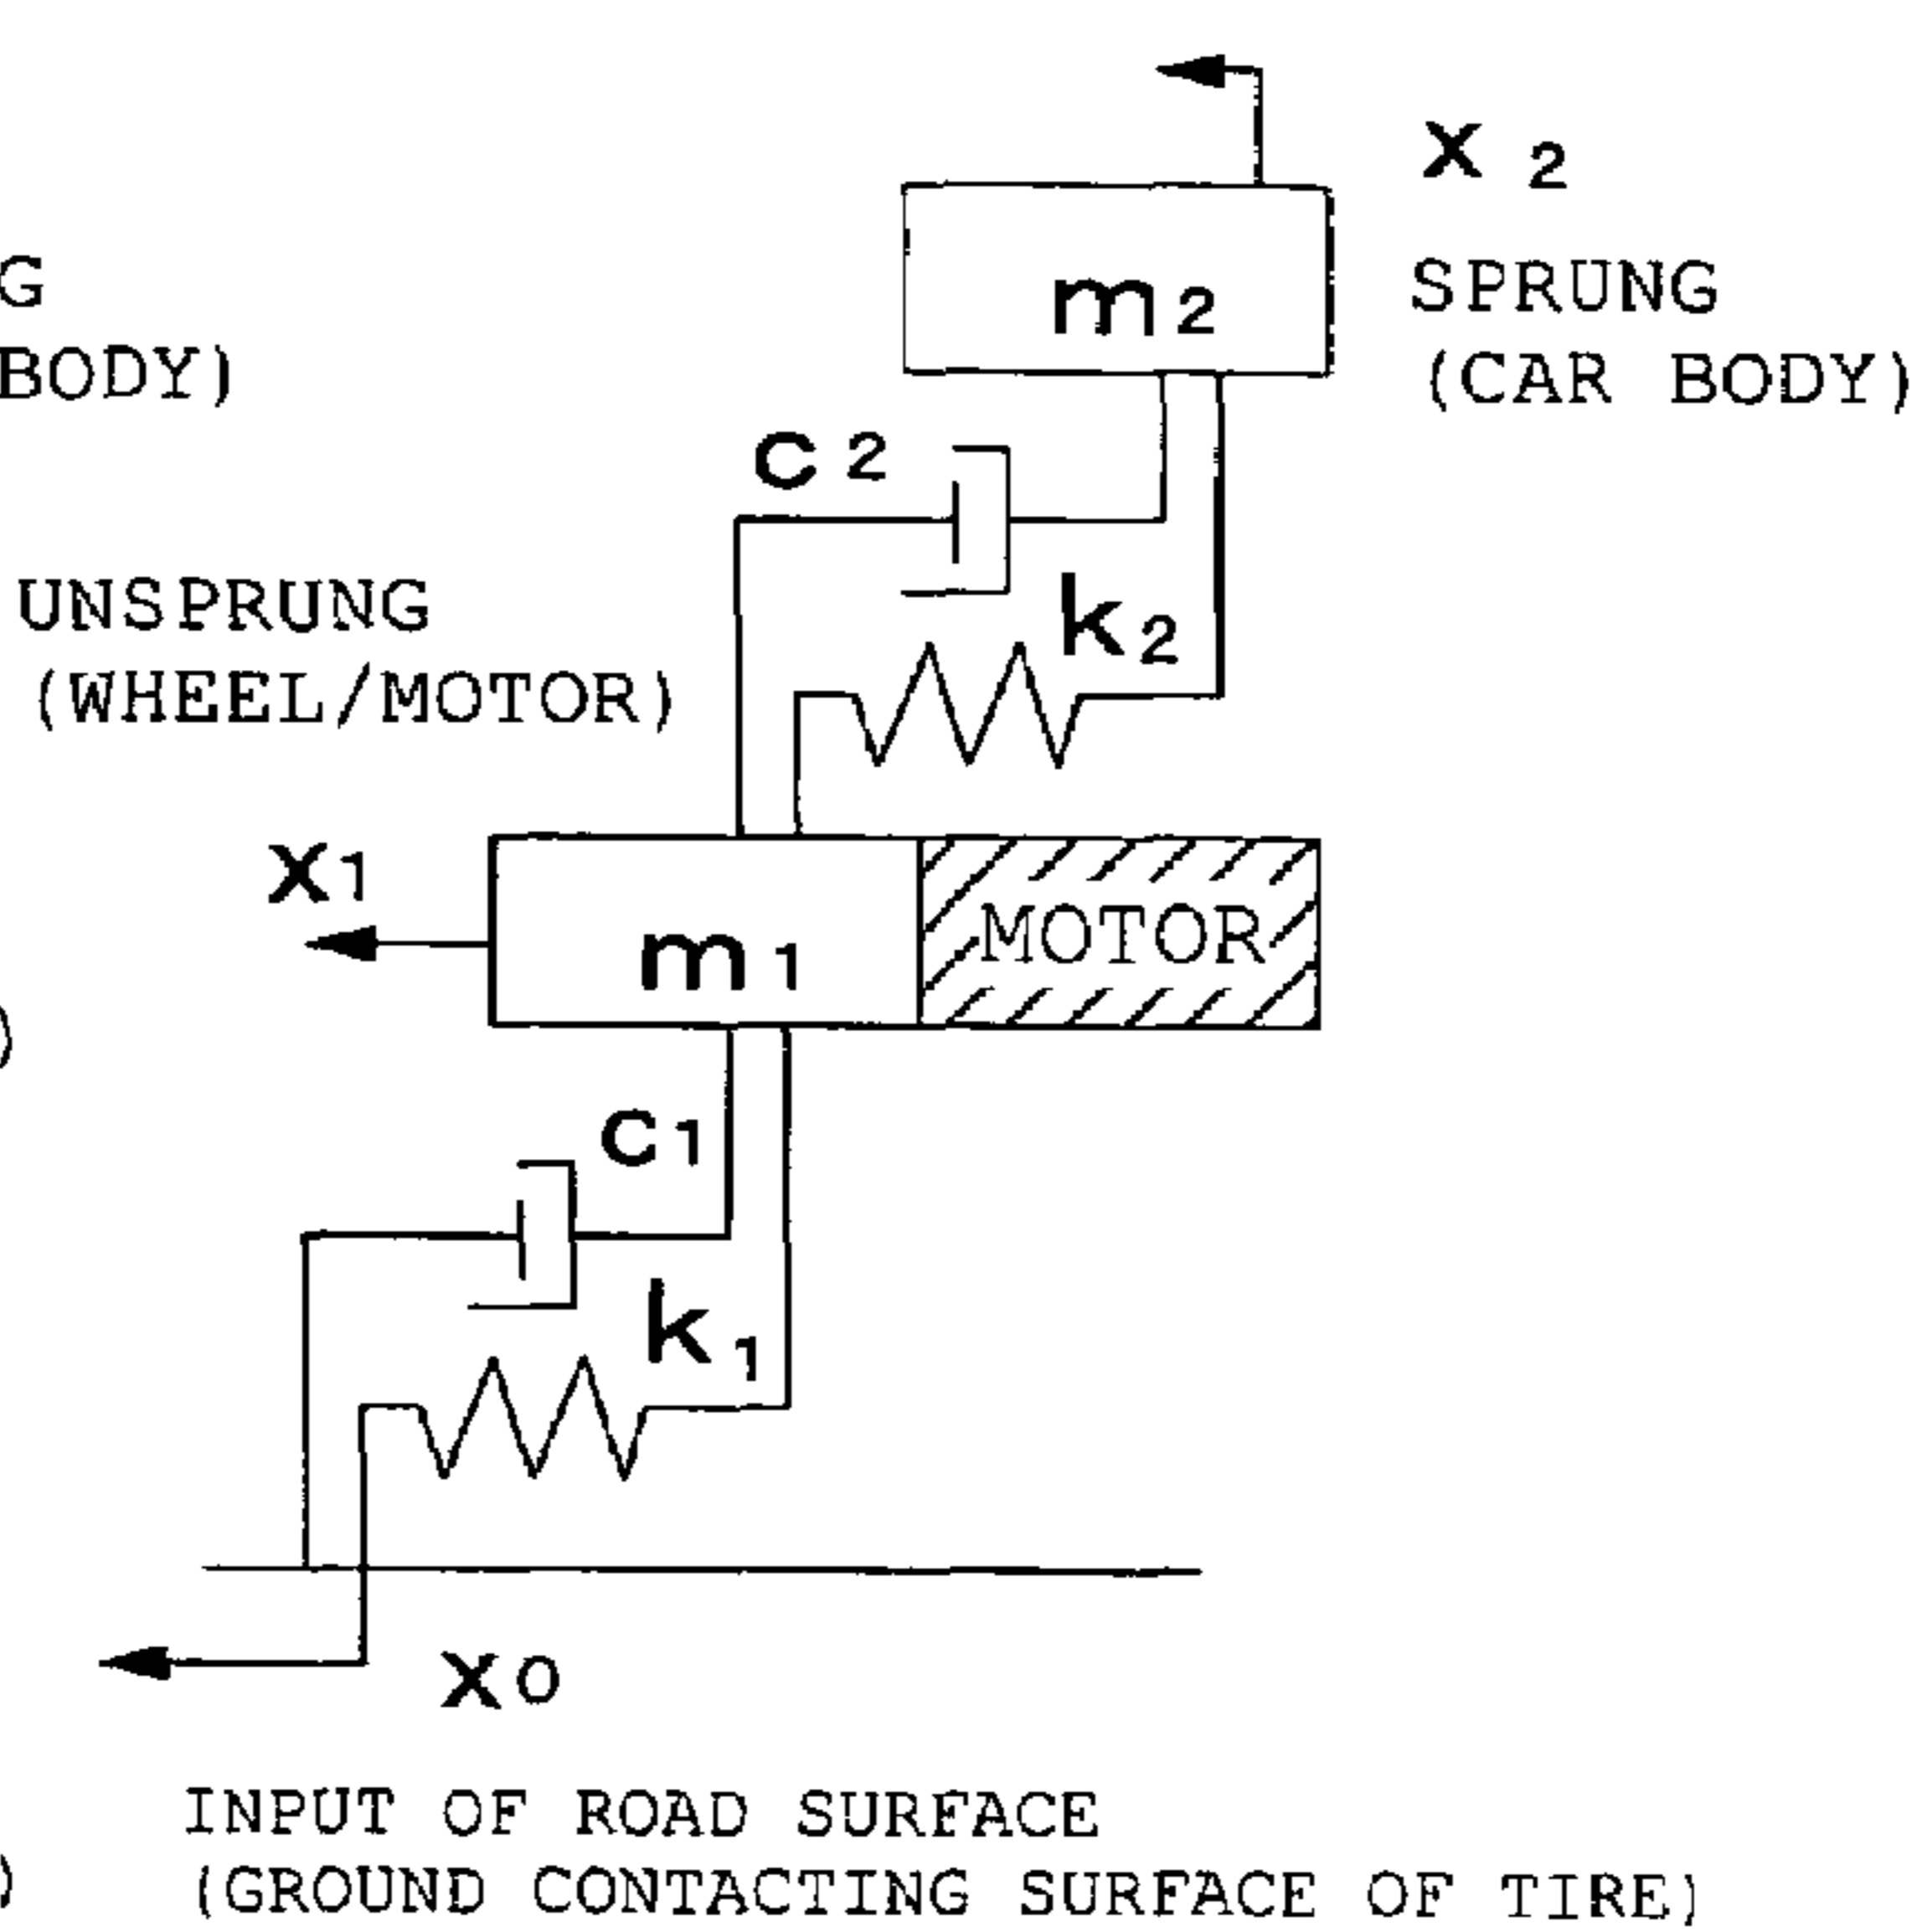 x 2
G
SPRUNG
BODY)
(CAR BODY)
m2
c2
k2
UNSPRUNG
(WHEEL/MOTOR)
x1
m1
MOTOR
)
c1
k1
x0
INPUT OF ROAD SURFACE
) (GROUND CONTACTING SURFACE OF TIRE)